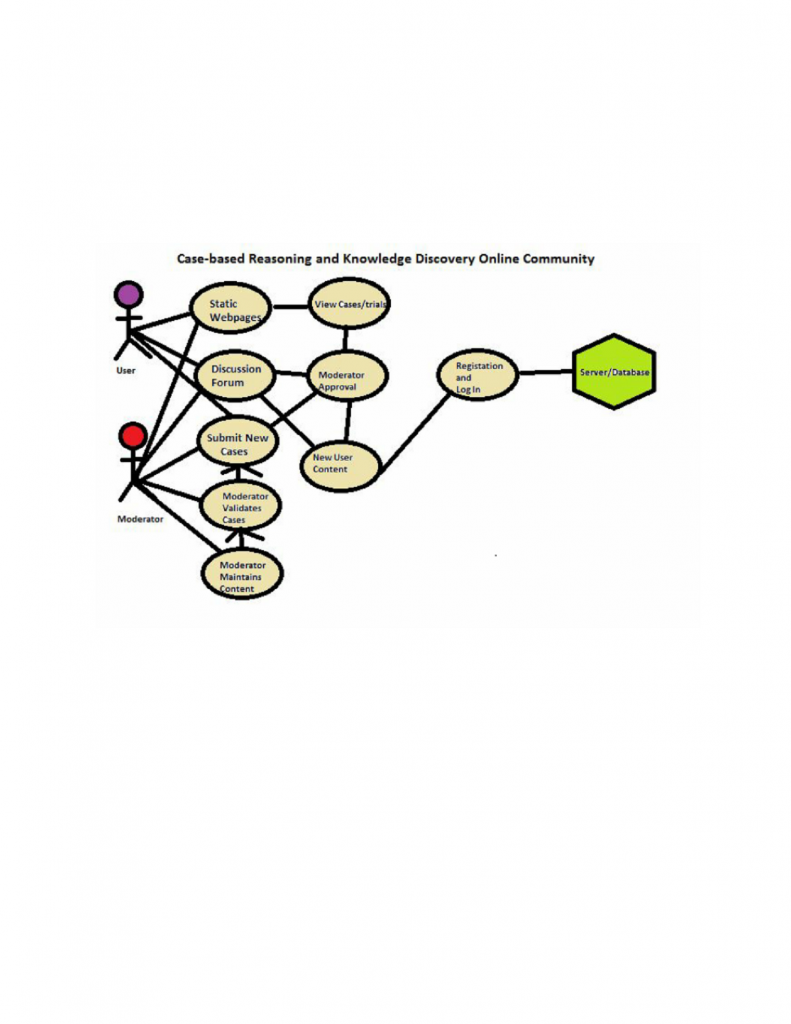 Case-based Reasoning and Knowledge Discovery Online Community
Static
Webpages
View Cases/trials
User
Discussion
Forum
Moderator
Approval
Registation
and
Log In
Server/Database
Submit New
Cases
New User
Content
Moderator
Moderator
Validates
Cases
Moderator
Maintains
Content